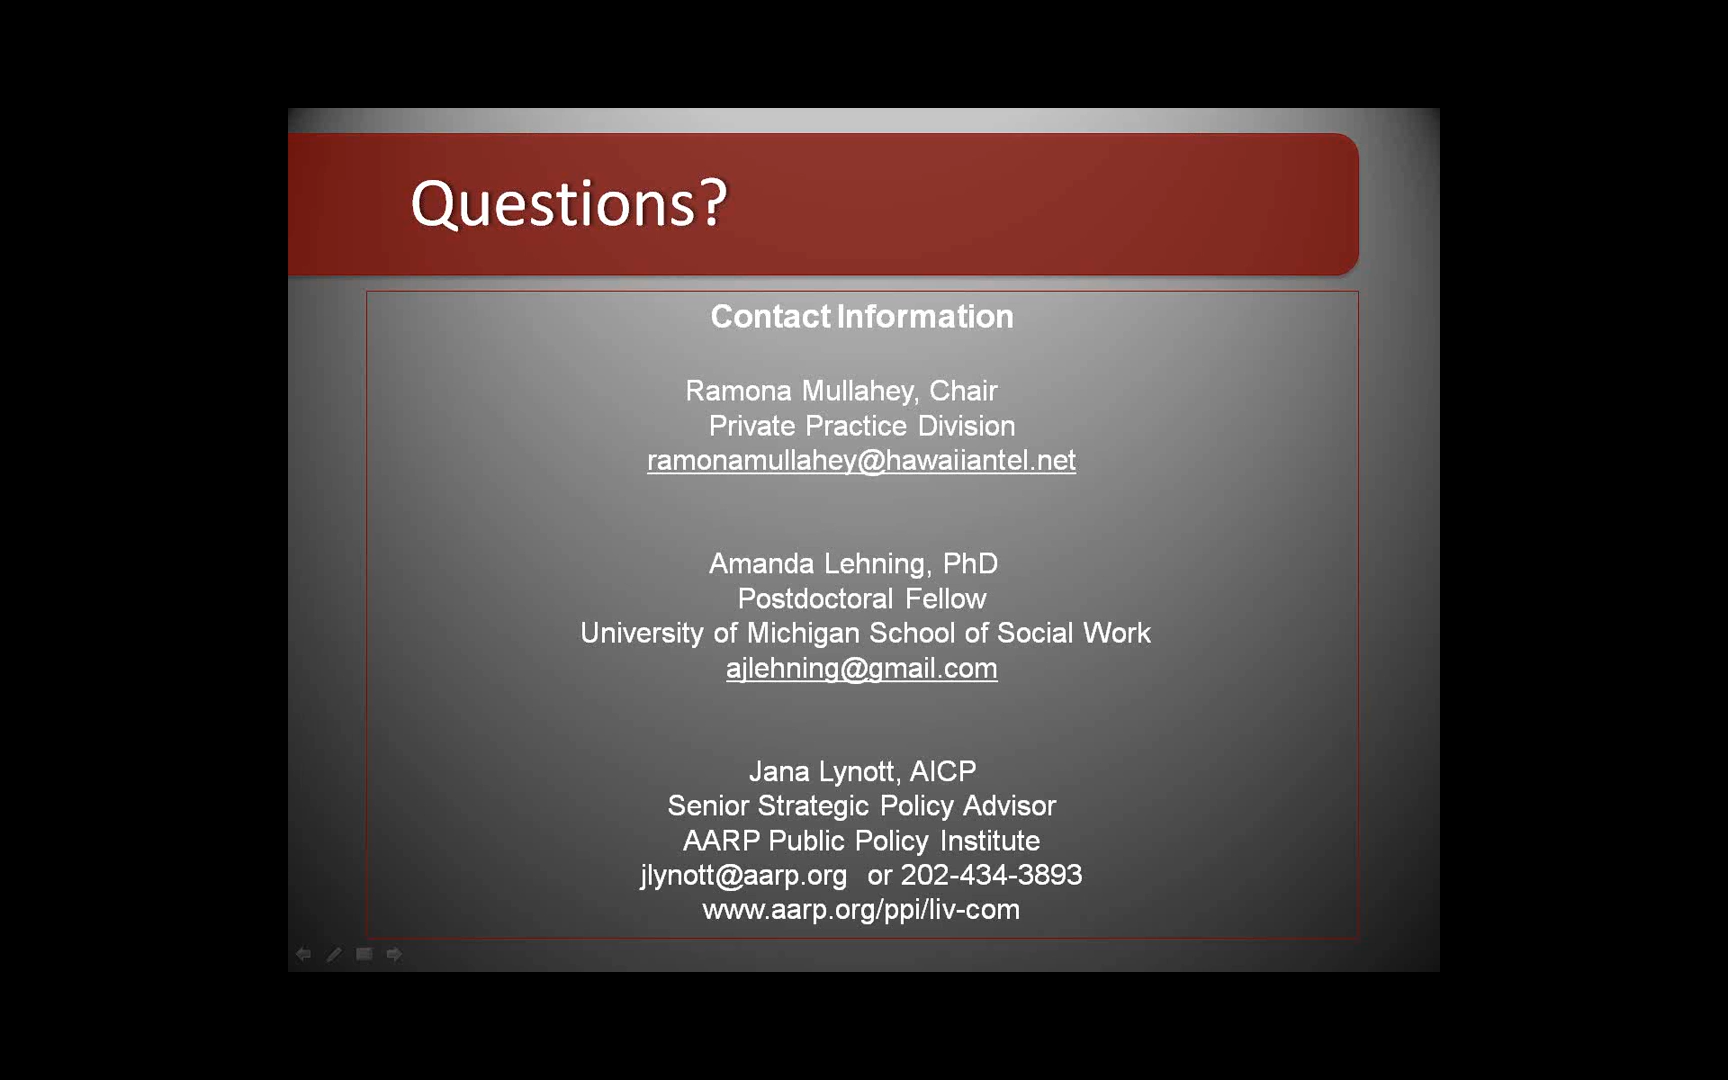 Questions?
Contact Information
Ramona Mullahey, Chair
Private Practice Division
ramonamullahey@hawaiiantel.net
Amanda Lehning, PhD
Postdoctoral Fellow
University of Michigan School of Social Work
ajlehning@gmail.com
Jana Lynott, AICP
Senior Strategic Policy Advisor
AARP Public Policy Institute
jlynott@aarp.org or 202-434-3893
www.aarp.org/ppi/liv-com